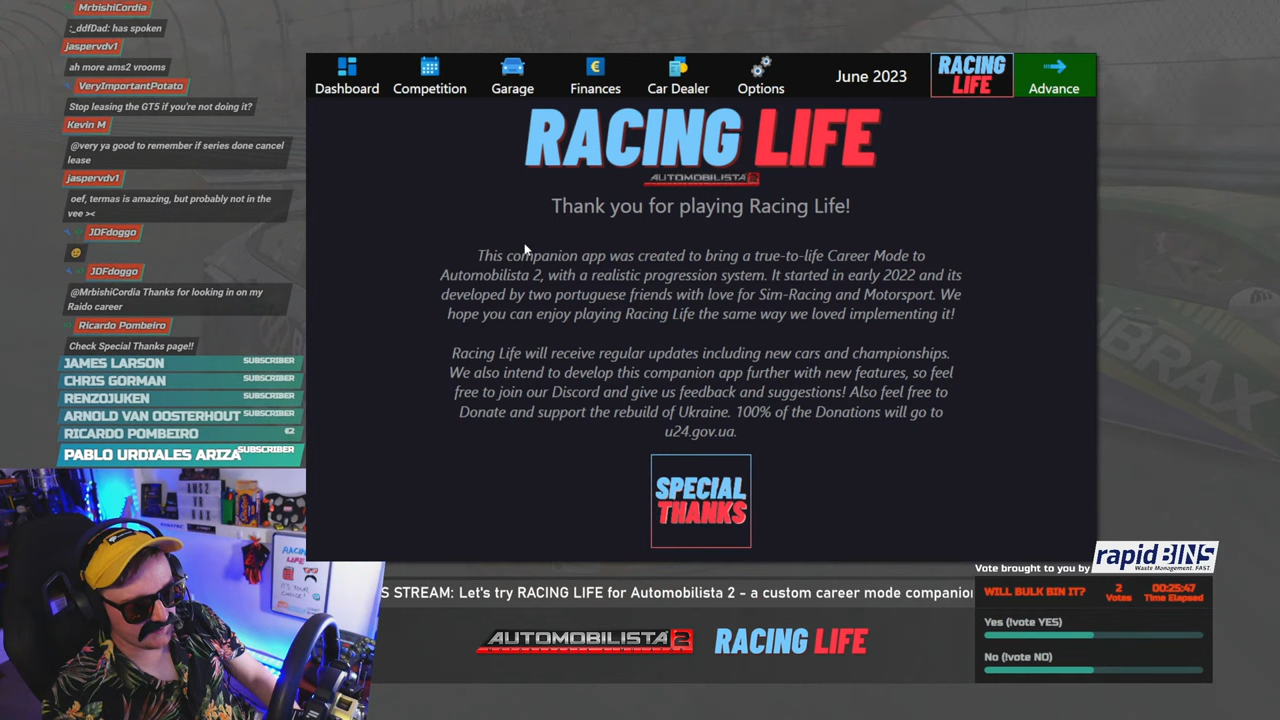 MrbishiCordia
:_ddfDad: has spoken
jaspervdv1
ah more ams2 vrooms
VeryImportantPotato
Stop leasing the GT5 if you're not doing it?
Kevin M
@very ya good to remember if series done cancel
lease
jaspervdv1
oef, termas is amazing, but probably not in the
vee ><
JDFdoggo
JDFdoggo
@MrbishiCordia Thanks for looking in on my
Raido career
Ricardo Pombeiro
Check Special Thanks page!!
JAMES LARSON SUBSCRIBER
CHRIS GORMAN SUBSCRIBER
RENZOJUKEN SUBSCRIBER
ARNOLD VAN OOSTERHOUT SUBSCRIBER
RICARDO POMBEIRO €2
PABLO URDIALES ARIZA SUBSCRIBER
Dashboard
Competition
Garage
Finances
Car Dealer
Options
June 2023
RACING
LIFE
Advance
RACING LIFE
AUTOMOBILISTA 2
Thank you for playing Racing Life!
This companion app was created to bring a true-to-life Career Mode to
Automobilista 2, with a realistic progression system. It started in early 2022 and its
developed by two portuguese friends with love for Sim-Racing and Motorsport. We
hope you can enjoy playing Racing Life the same way we loved implementing it!
Racing Life will receive regular updates including new cars and championships.
We also intend to develop this companion app further with new features, so feel
free to join our Discord and give us feedback and suggestions! Also feel free to
Donate and support the rebuild of Ukraine. 100% of the Donations will go to
u24.gov.ua.
SPECIAL
THANKS
AMS2
VR
RACING
LIFE
S STREAM: Let's try RACING LIFE for Automobilista 2 - a custom career mode companion
AUTOMOBILISTA 2
RACING LIFE
Vote brought to you by
rapid BINS
Waste Management. FAST.
WILL BULK BIN IT?
2
Votes
00:25:47
Time Elapsed
Yes (!vote YES)
No (!vote NO)
BRAX